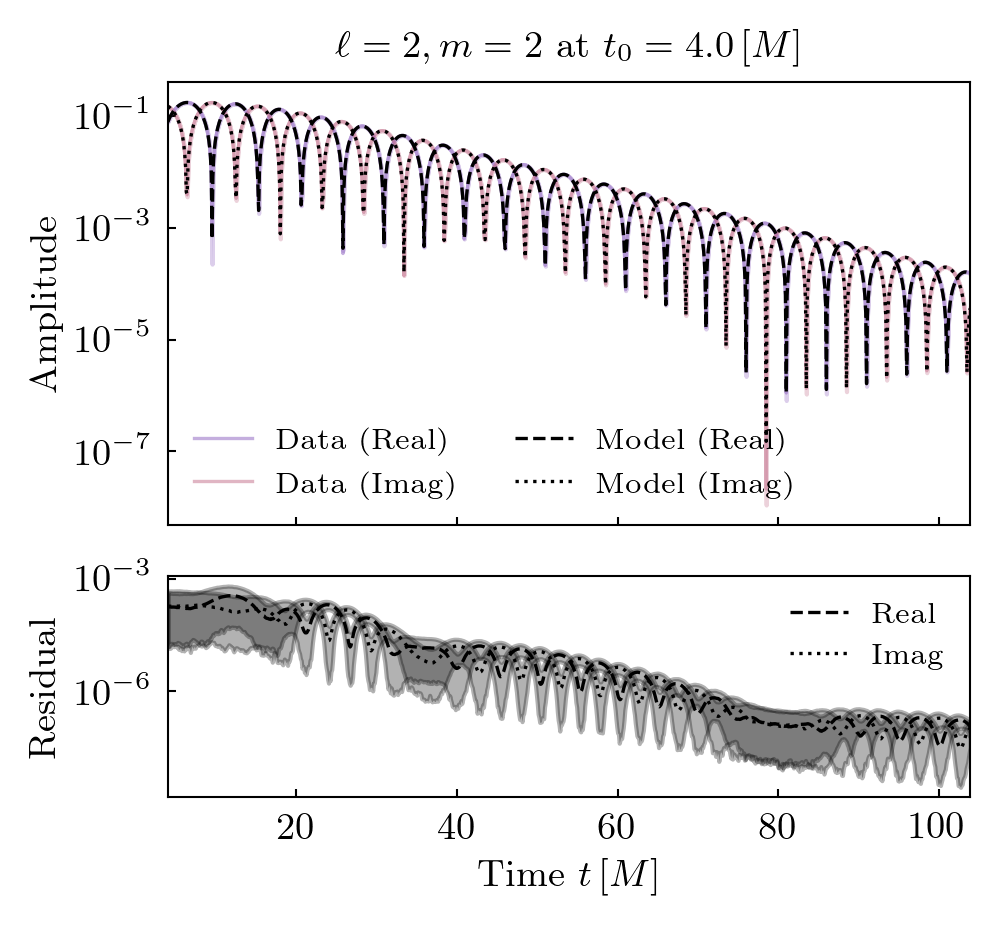 ℓ = 2, m = 2 at t₀ = 4.0 [M]
10⁻¹
10⁻³
10⁻⁵
10⁻⁷
Amplitude
Data (Real)
Data (Imag)
Model (Real)
Model (Imag)
10⁻³
10⁻⁶
Residual
Real
Imag
20 40 60 80 100
Time t [M]